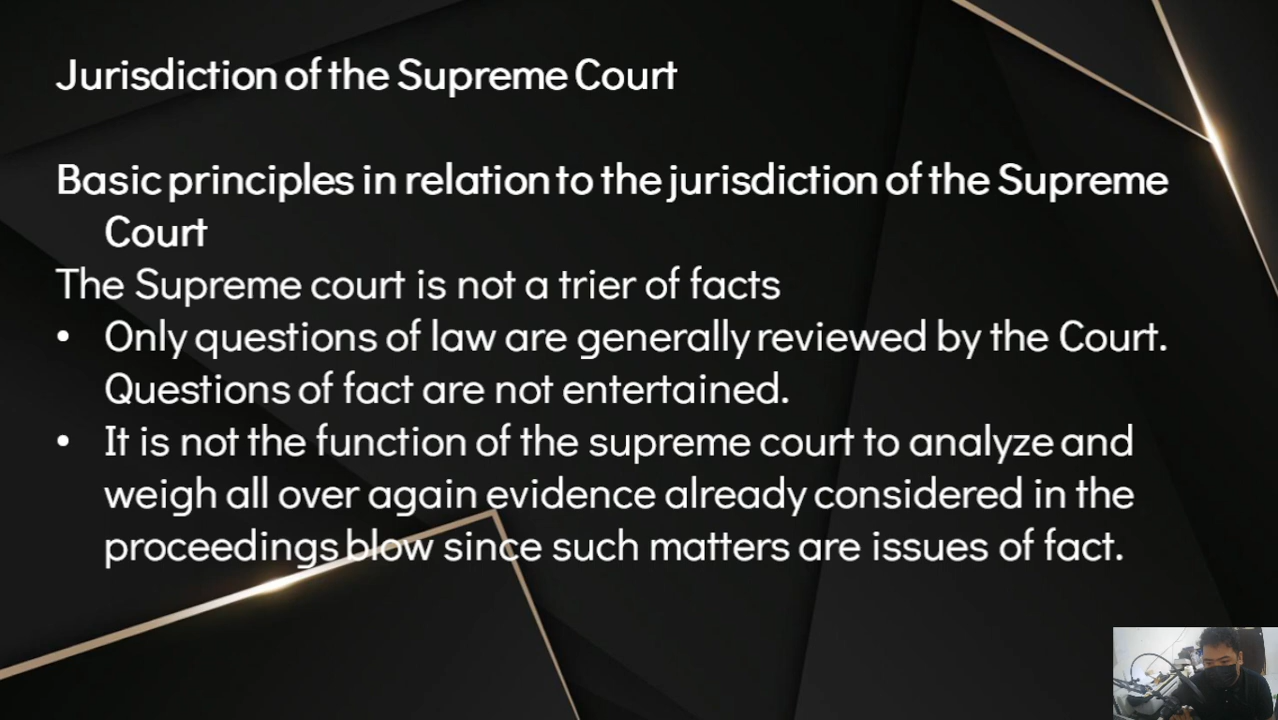 Jurisdiction of the Supreme Court
Basic principles in relation to the jurisdiction of the Supreme
Court
The Supreme court is not a trier of facts
• Only questions of law are generally reviewed by the Court.
Questions of fact are not entertained.
• It is not the function of the supreme court to analyze and
weigh all over again evidence already considered in the
proceedings blow since such matters are issues of fact.